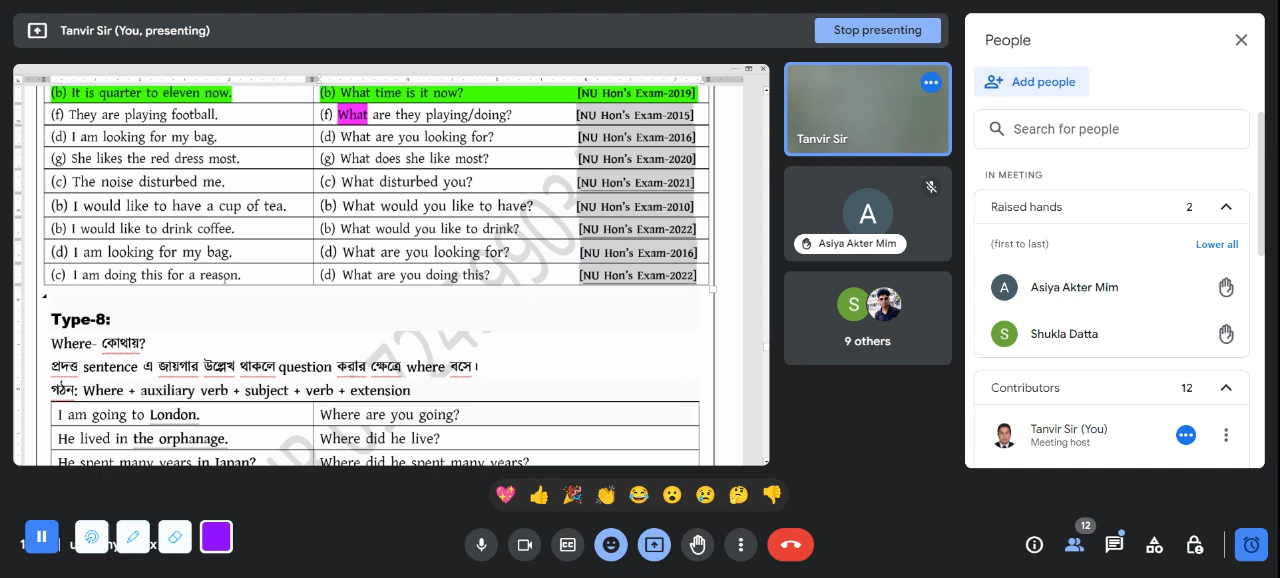 Tanvir Sir (You, presenting)
Stop presenting
(b) It is quarter to eleven now. (b) What time is it now? [NU Hon's Exam-2019]
(f) They are playing football. (f) What are they playing/doing? [NU Hon's Exam-2015]
(d) I am looking for my bag. (d) What are you looking for? [NU Hon's Exam-2016]
(g) She likes the red dress most. (g) What does she like most? [NU Hon's Exam-2020]
(c) The noise disturbed me. (c) What disturbed you? [NU Hon's Exam-2021]
(b) I would like to have a cup of tea. (b) What would you like to have? [NU Hon's Exam-2010]
(b) I would like to drink coffee. (b) What would you like to drink? [NU Hon's Exam-2022]
(d) I am looking for my bag. (d) What are you looking for? [NU Hon's Exam-2016]
(c) I am doing this for a reason. (d) What are you doing this? [NU Hon's Exam-2022]
Type-8:
Where- কোথায়?
প্রদত্ত sentence এ জায়গার উল্লেখ থাকলে question করার ক্ষেত্রে where বসে।
গঠন: Where + auxiliary verb + subject + verb + extension
I am going to London. Where are you going?
He lived in the orphanage. Where did he live?
He spent many years in Japan? Where did he spent many years?
Tanvir Sir
A
Asiya Akter Mim
S
9 others
People
Add people
Search for people
IN MEETING
Raised hands 2
(first to last) Lower all
A Asiya Akter Mim
S Shukla Datta
Contributors 12
Tanvir Sir (You)
Meeting host
12